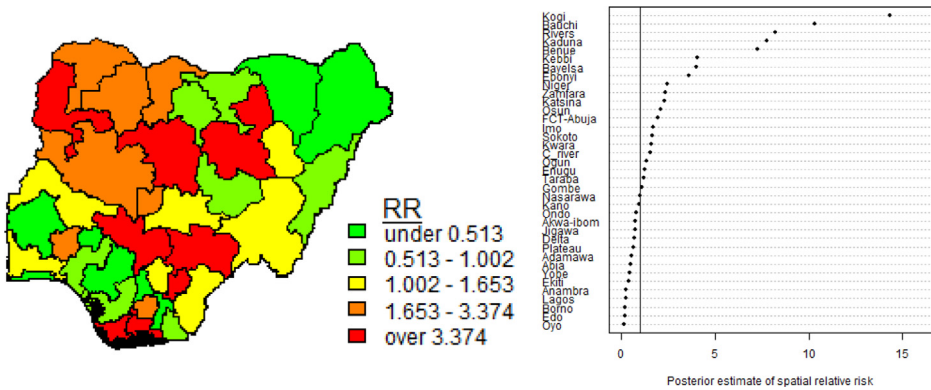 RR
under 0.513
0.513 - 1.002
1.002 - 1.653
1.653 - 3.374
over 3.374
Kogi
Bauchi
Rivers
Kaduna
Benue
Kebbi
Bayelsa
Ebonyi
Niger
Zamfara
Katsina
Osun
FCT-Abuja
Imo
Sokoto
Kwara
C_river
Ogun
Enugu
Taraba
Gombe
Nasarawa
Kano
Ondo
Akwa-ibom
Jigawa
Delta
Plateau
Adamawa
Abia
Yobe
Ekiti
Anambra
Lagos
Borno
Edo
Oyo
0 5 10 15
Posterior estimate of spatial relative risk